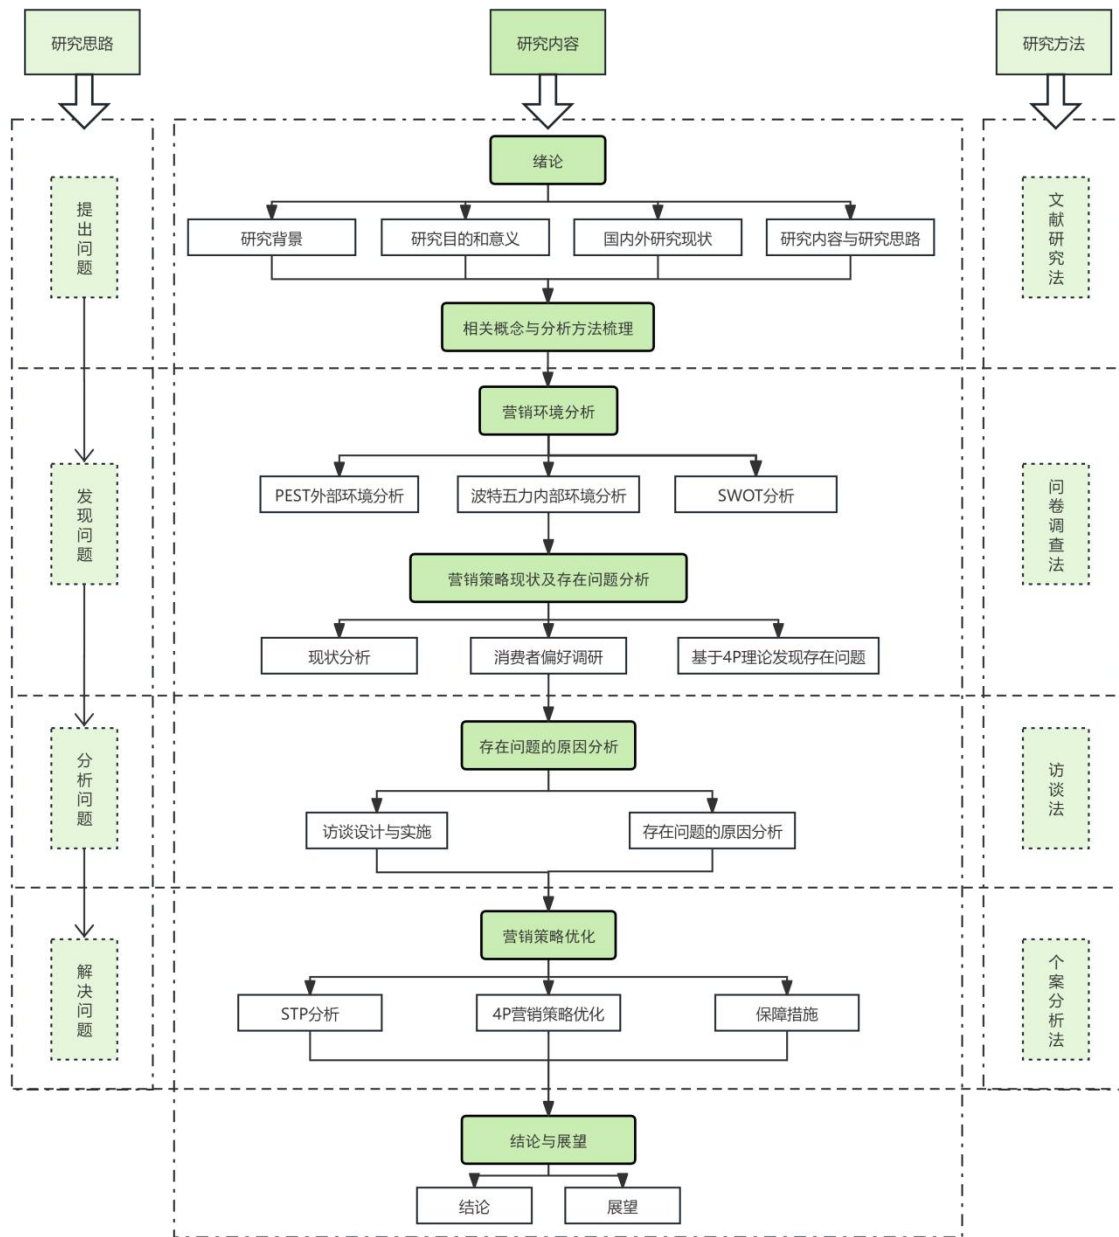 研究思路
研究内容
研究方法
绪论
提出问题
文献研究法
研究背景
研究目的和意义
国内外研究现状
研究内容与研究思路
相关概念与分析方法梳理
营销环境分析
发现问题
问卷调查法
PEST外部环境分析
波特五力内部环境分析
SWOT分析
营销策略现状及存在问题分析
现状分析
消费者偏好调研
基于4P理论发现存在问题
存在问题的原因分析
分析问题
访谈法
访谈设计与实施
存在问题的原因分析
营销策略优化
解决问题
个案分析法
STP分析
4P营销策略优化
保障措施
结论与展望
结论
展望